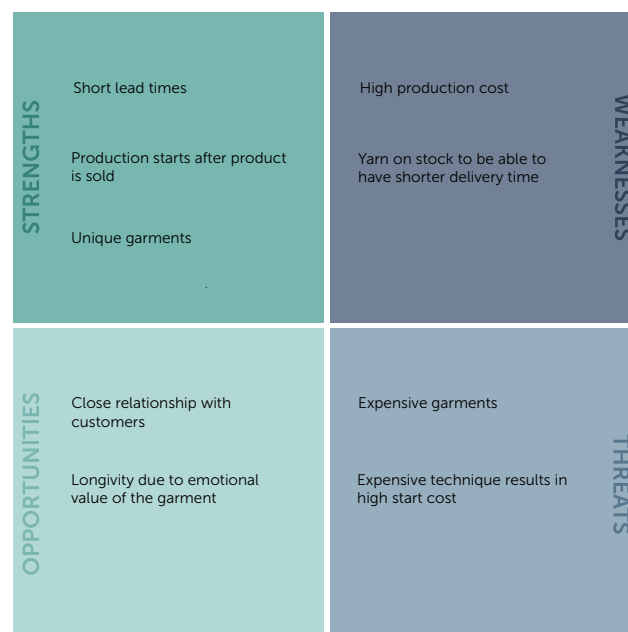 STRENGTHS
Short lead times
Production starts after product
is sold
Unique garments
.
WEAKNESSES
High production cost
Yarn on stock to be able to
have shorter delivery time
OPPORTUNITIES
Close relationship with
customers
Longivity due to emotional
value of the garment
THREATS
Expensive garments
Expensive technique results in
high start cost